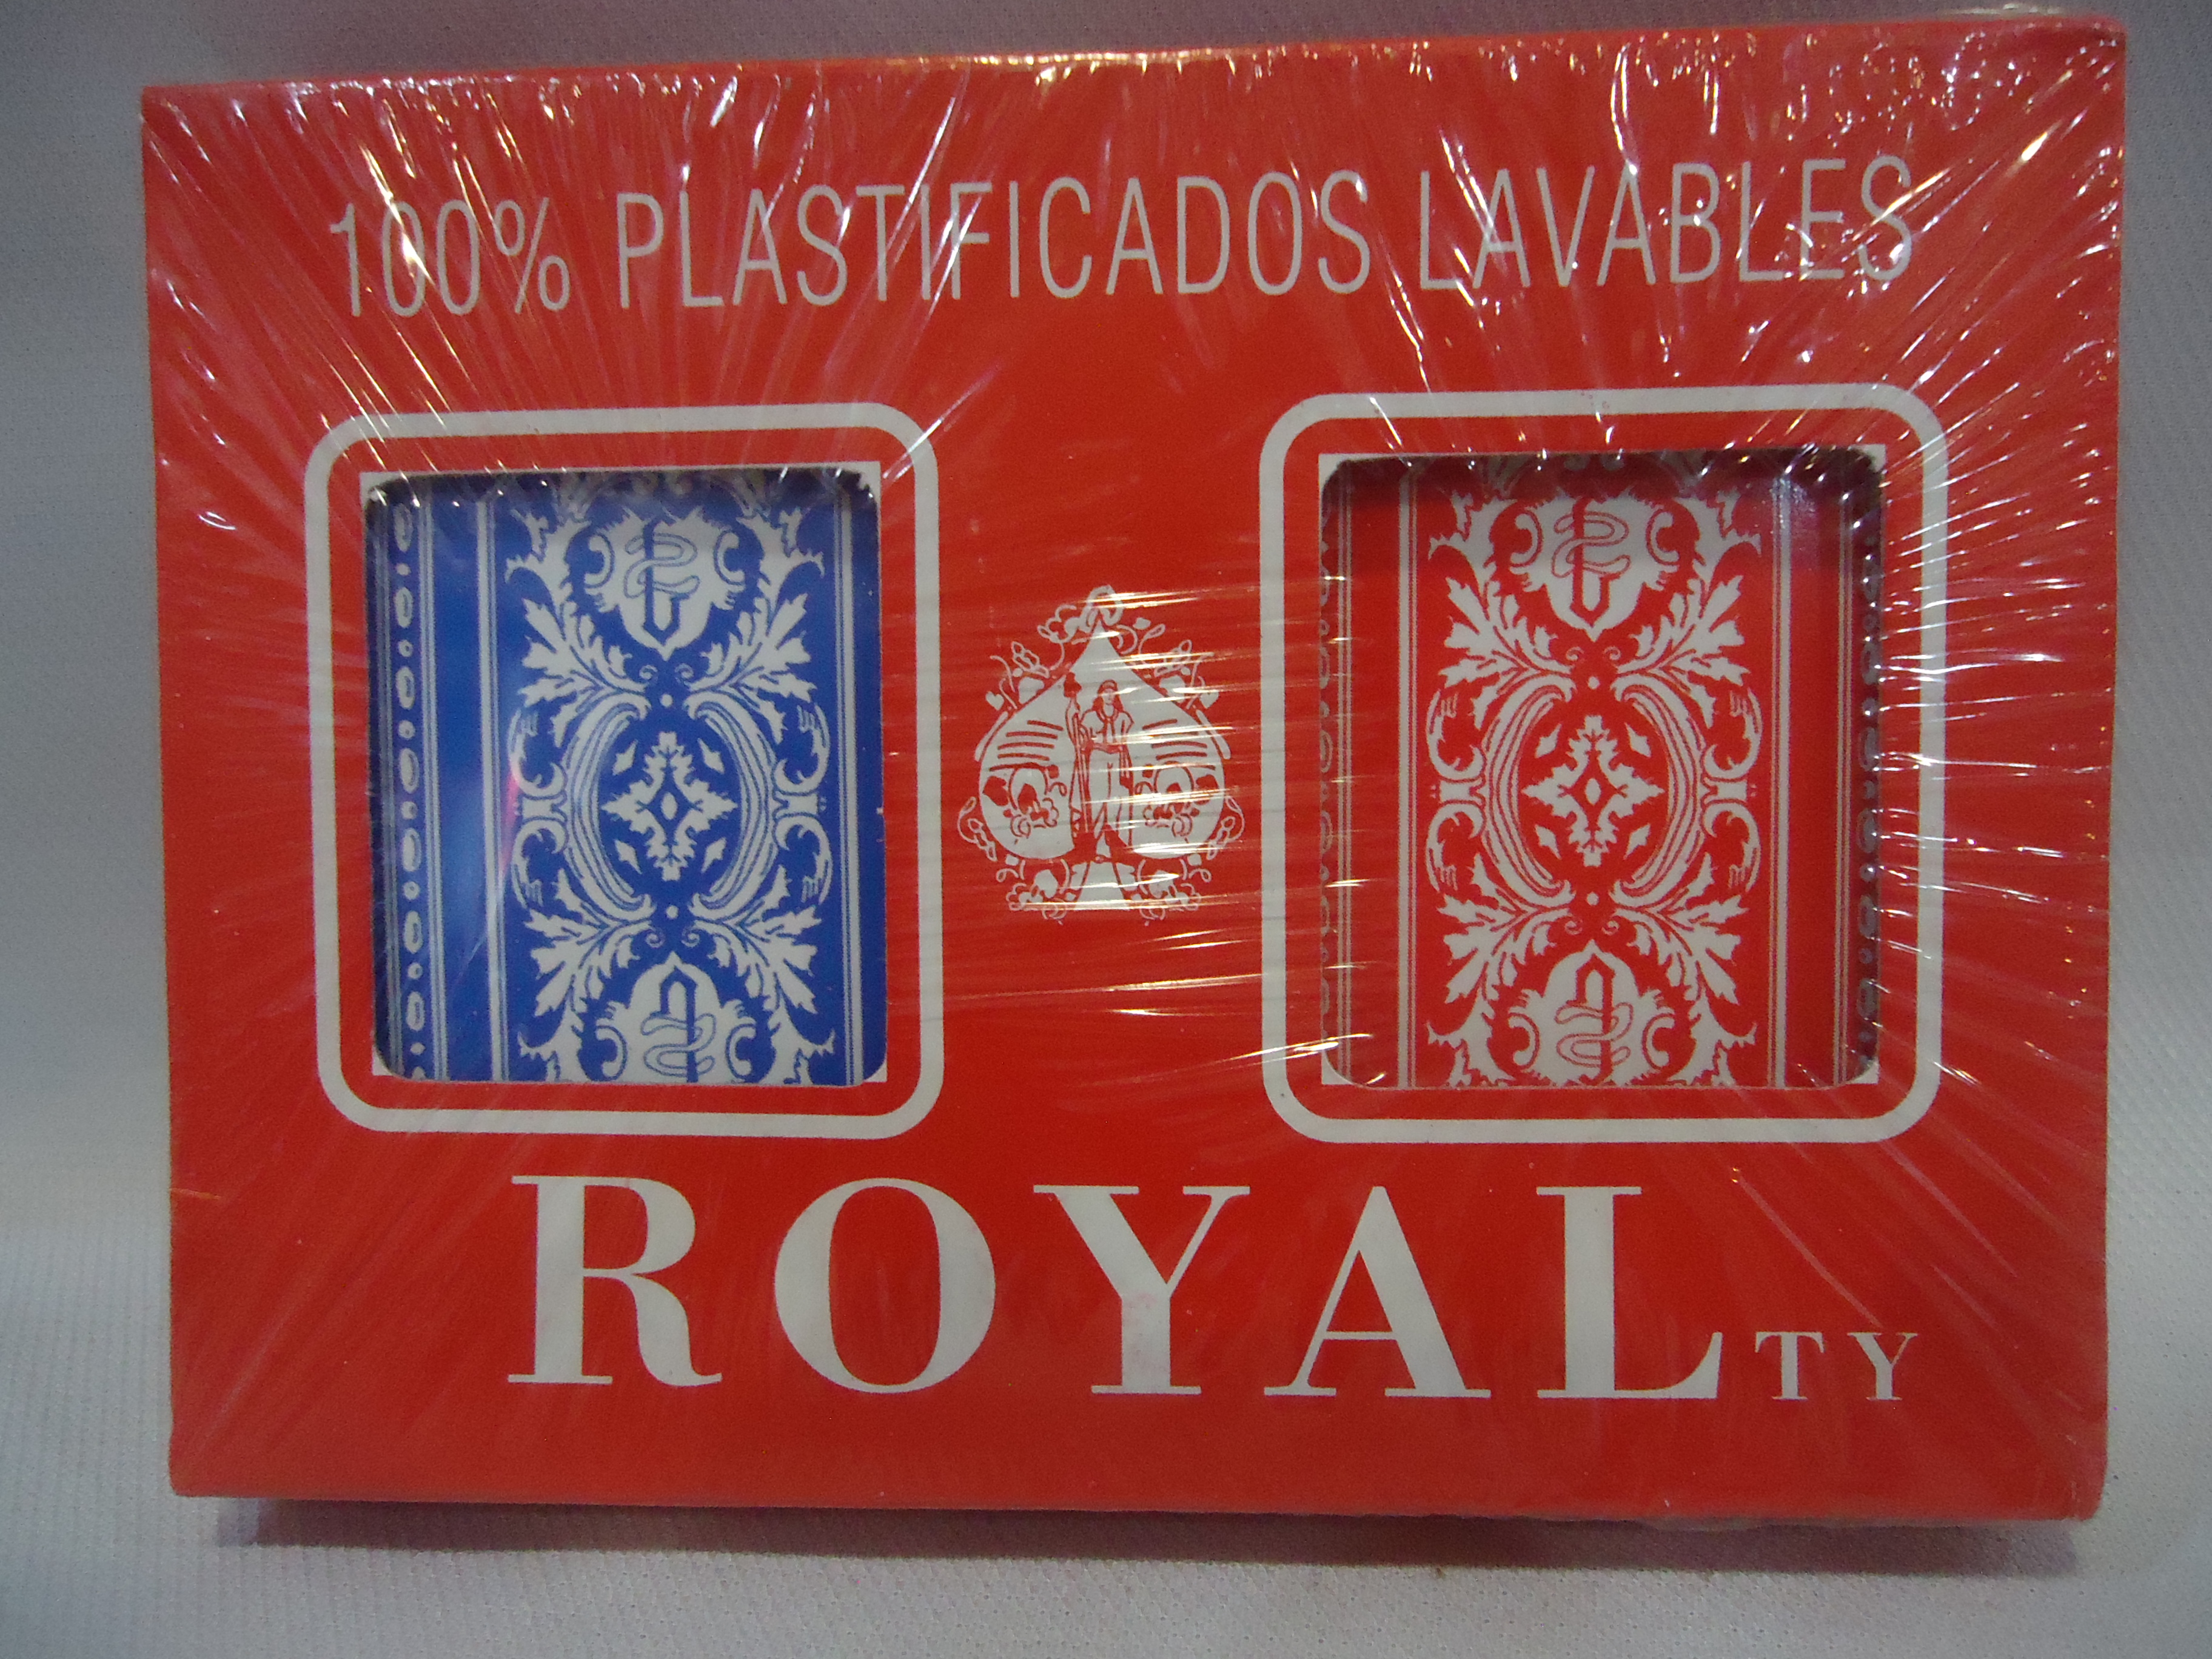 100% PLASTIFICADOS LAVABLES
ROYALTY